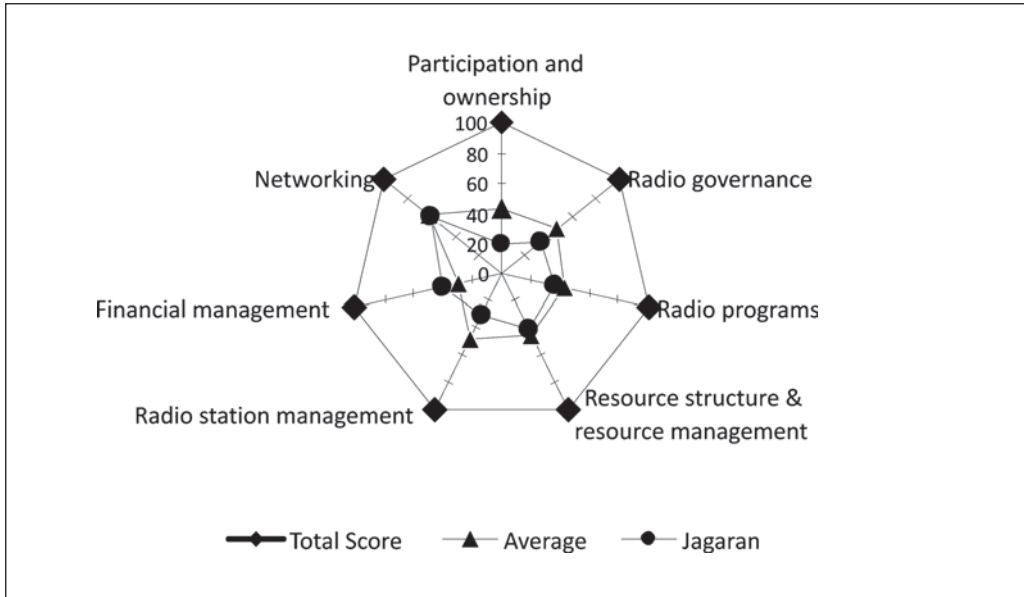 Participation and
ownership
100
80
60
40
20
0
Networking
Radio governance
Financial management
Radio programs
Radio station management
Resource structure &
resource management
Total Score
Average
Jagaran